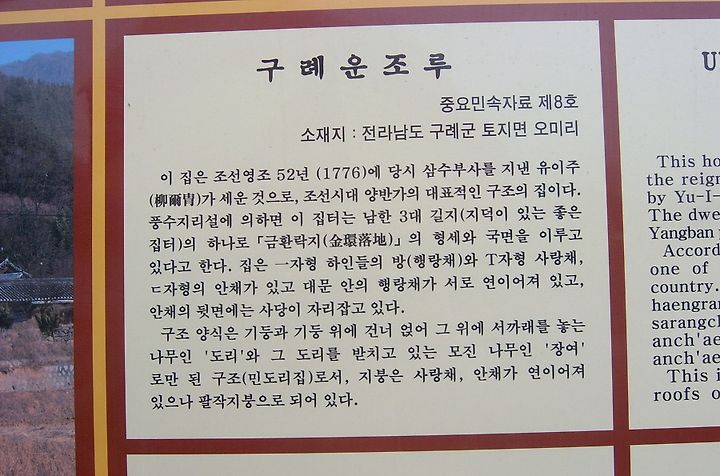 구례운조루
중요민속자료 제8호
소재지 : 전라남도 구례군 토지면 오미리
이 집은 조선영조 52년 (1776)에 당시 삼수부사를 지낸 유이주
(柳爾胄)가 세운 것으로, 조선시대 양반가의 대표적인 구조의 집이다.
풍수지리설에 의하면 이 집터는 남한 3대 길지(지덕이 있는 좋은
집터)의 하나로 「금환락지(金環落地)」의 형세와 국면을 이루고
있다고 한다. 집은 一자형 하인들의 방(행랑채)와 T자형 사랑채,
ㄷ자형의 안채가 있고 대문 안의 행랑채가 서로 연이어져 있고,
안채의 뒷면에는 사당이 자리잡고 있다.
구조 양식은 기둥과 기둥 위에 건너 얹어 그 위에 서까래를 놓는
나무인 '도리'와 그 도리를 받치고 있는 모진 나무인 '장여'
로만 된 구조(민도리집)로서, 지붕은 사랑채, 안채가 연이어져
있으나 팔작지붕으로 되어 있다.
U
This ho
the reign
by Yu-I-
The dwe
Yangban
Accord
one of
country.
haengran
sarangch
anch'ae
anch'ae
This i
roofs o